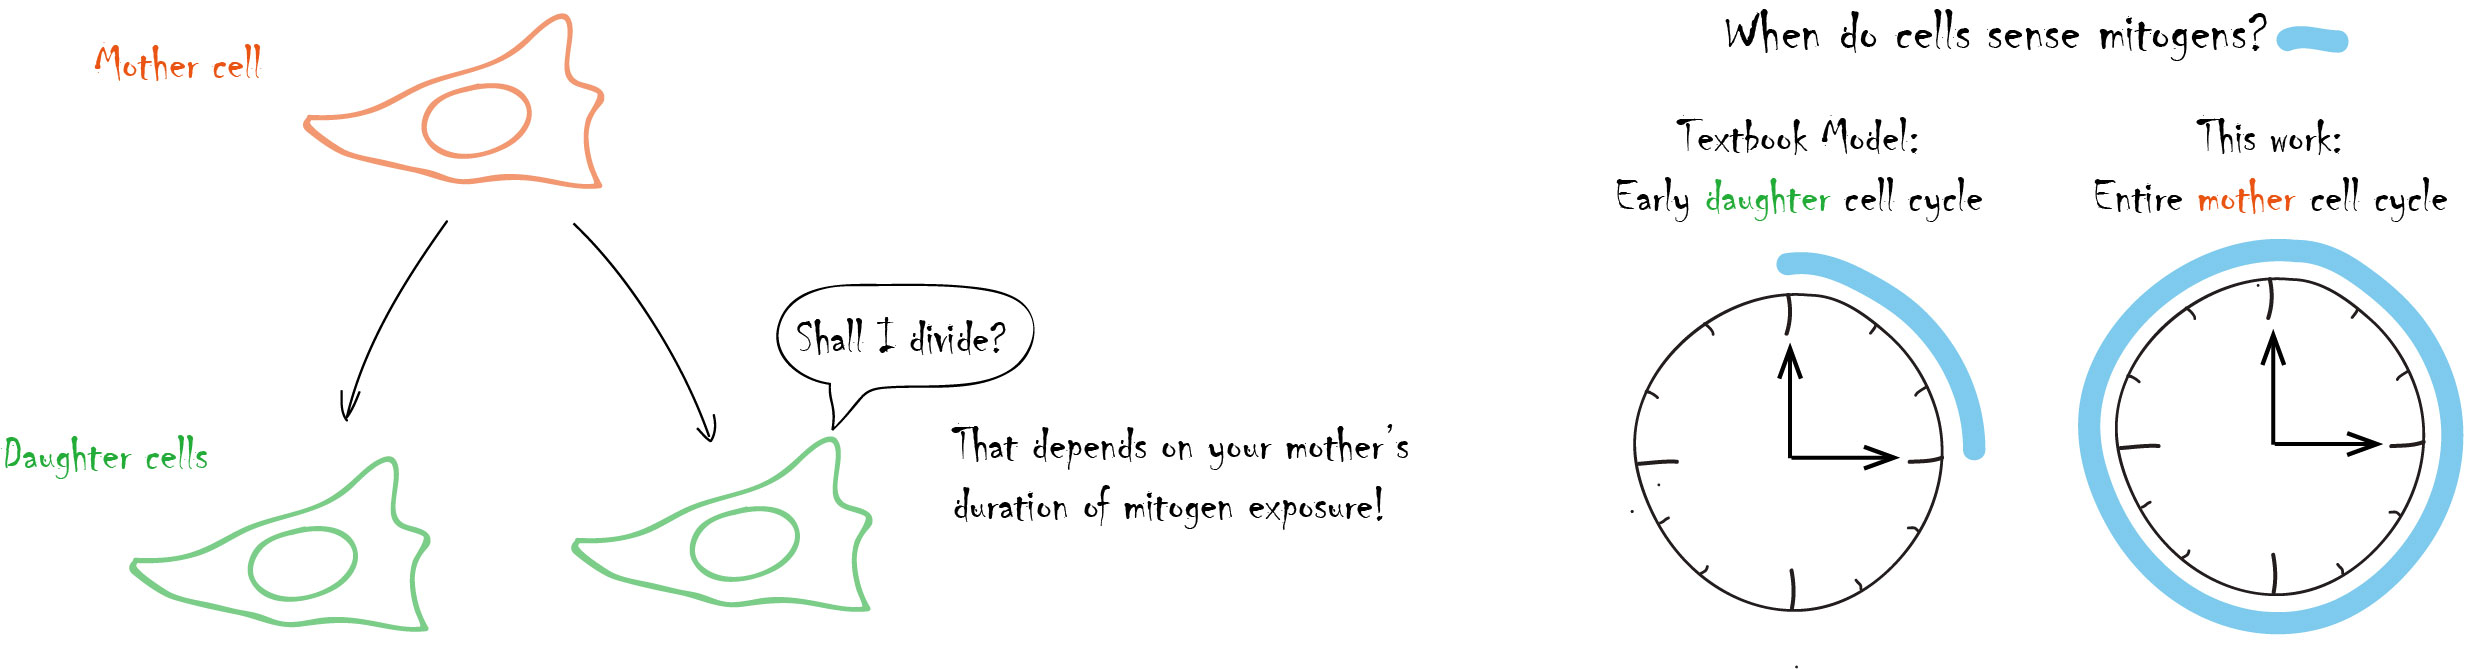 Mother cell
Shall I divide?
Daughter cells
That depends on your mother's
duration of mitogen exposure!
When do cells sense mitogens?
Textbook Model:
Early daughter cell cycle
This work:
Entire mother cell cycle